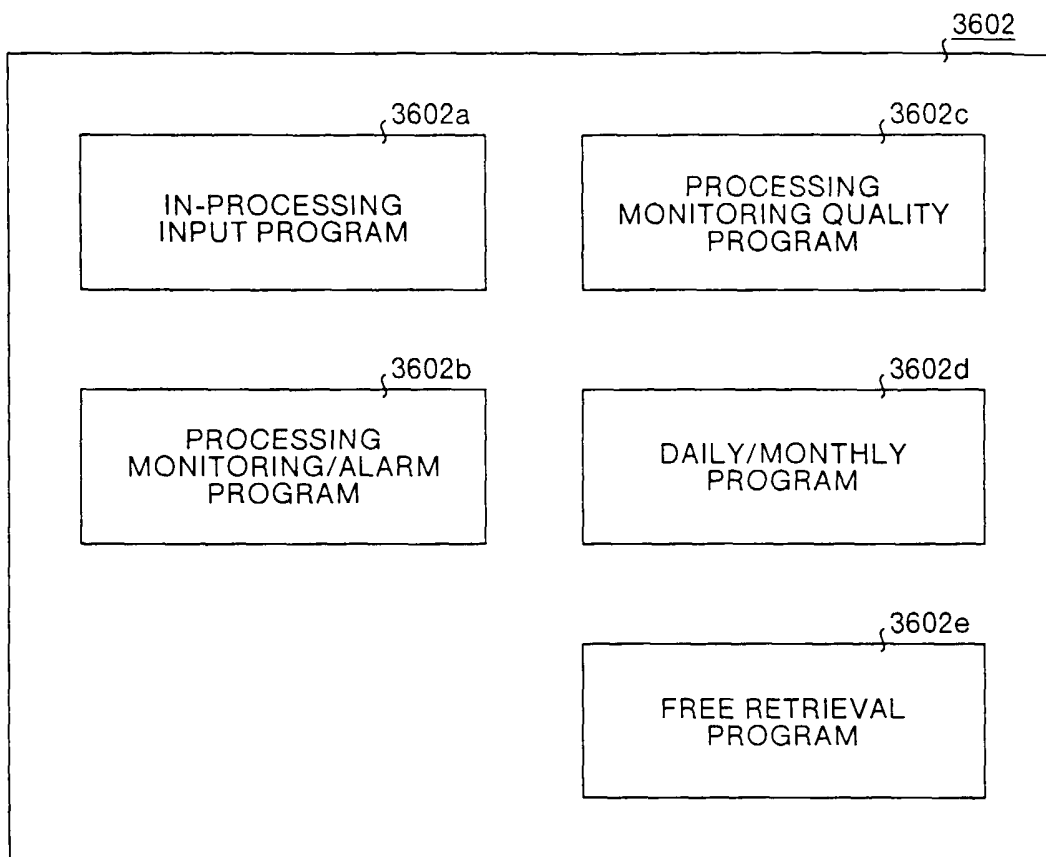 3602
3602a
IN-PROCESSING
INPUT PROGRAM
3602c
PROCESSING
MONITORING QUALITY
PROGRAM
3602b
PROCESSING
MONITORING/ALARM
PROGRAM
3602d
DAILY/MONTHLY
PROGRAM
3602e
FREE RETRIEVAL
PROGRAM